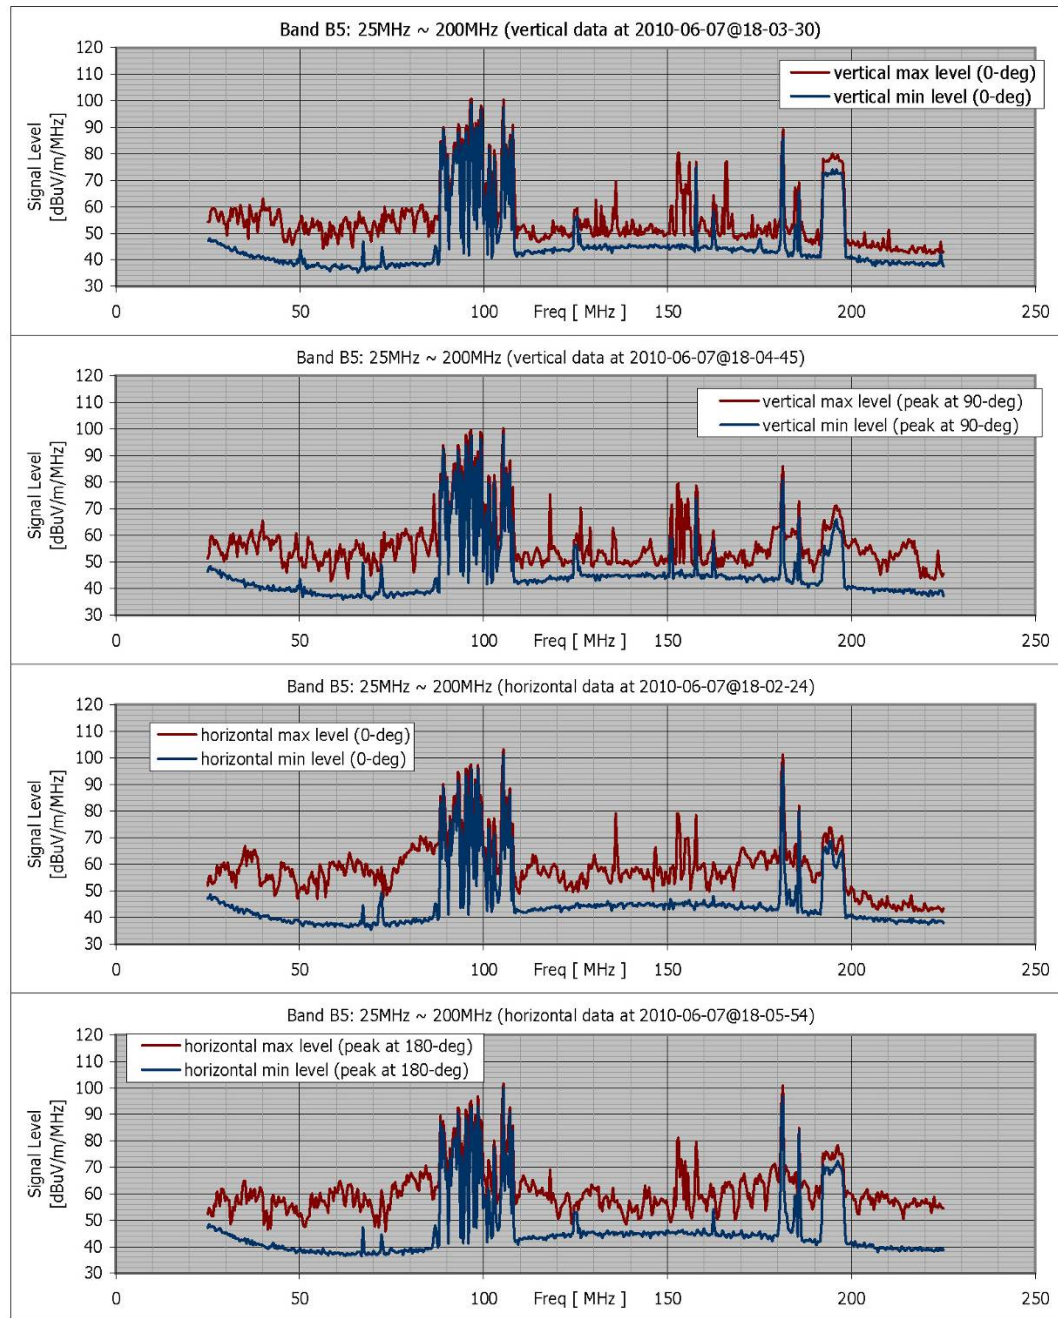 Band B5: 25MHz ~ 200MHz (vertical data at 2010-06-07@18-03-30)
120
110
100
90
80
70
60
50
40
30
Signal Level
[dBuV/m/MHz]
vertical max level (0-deg)
vertical min level (0-deg)
0 50 100 Freq [ MHz ] 150 200 250
Band B5: 25MHz ~ 200MHz (vertical data at 2010-06-07@18-04-45)
120
110
100
90
80
70
60
50
40
30
Signal Level
[dBuV/m/MHz]
vertical max level (peak at 90-deg)
vertical min level (peak at 90-deg)
0 50 100 Freq [ MHz ] 150 200 250
Band B5: 25MHz ~ 200MHz (horizontal data at 2010-06-07@18-02-24)
120
110
100
90
80
70
60
50
40
30
Signal Level
[dBuV/m/MHz]
horizontal max level (0-deg)
horizontal min level (0-deg)
0 50 100 Freq [ MHz ] 150 200 250
Band B5: 25MHz ~ 200MHz (horizontal data at 2010-06-07@18-05-54)
120
110
100
90
80
70
60
50
40
30
Signal Level
[dBuV/m/MHz]
horizontal max level (peak at 180-deg)
horizontal min level (peak at 180-deg)
0 50 100 Freq [ MHz ] 150 200 250